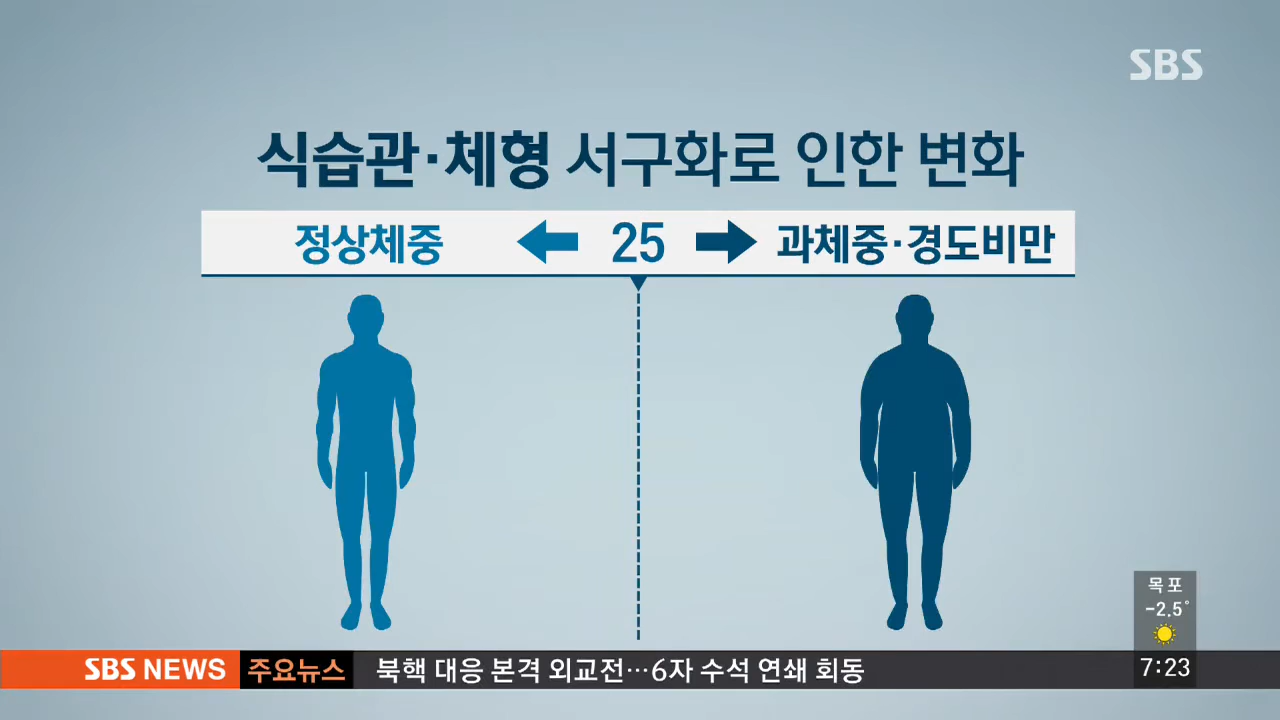 SBS
식습관·체형 서구화로 인한 변화
정상체중 25 과체중·경도비만
목포
-2.5°
SBS NEWS 주요뉴스 북핵 대응 본격 외교전…6자 수석 연쇄 회동 7:23